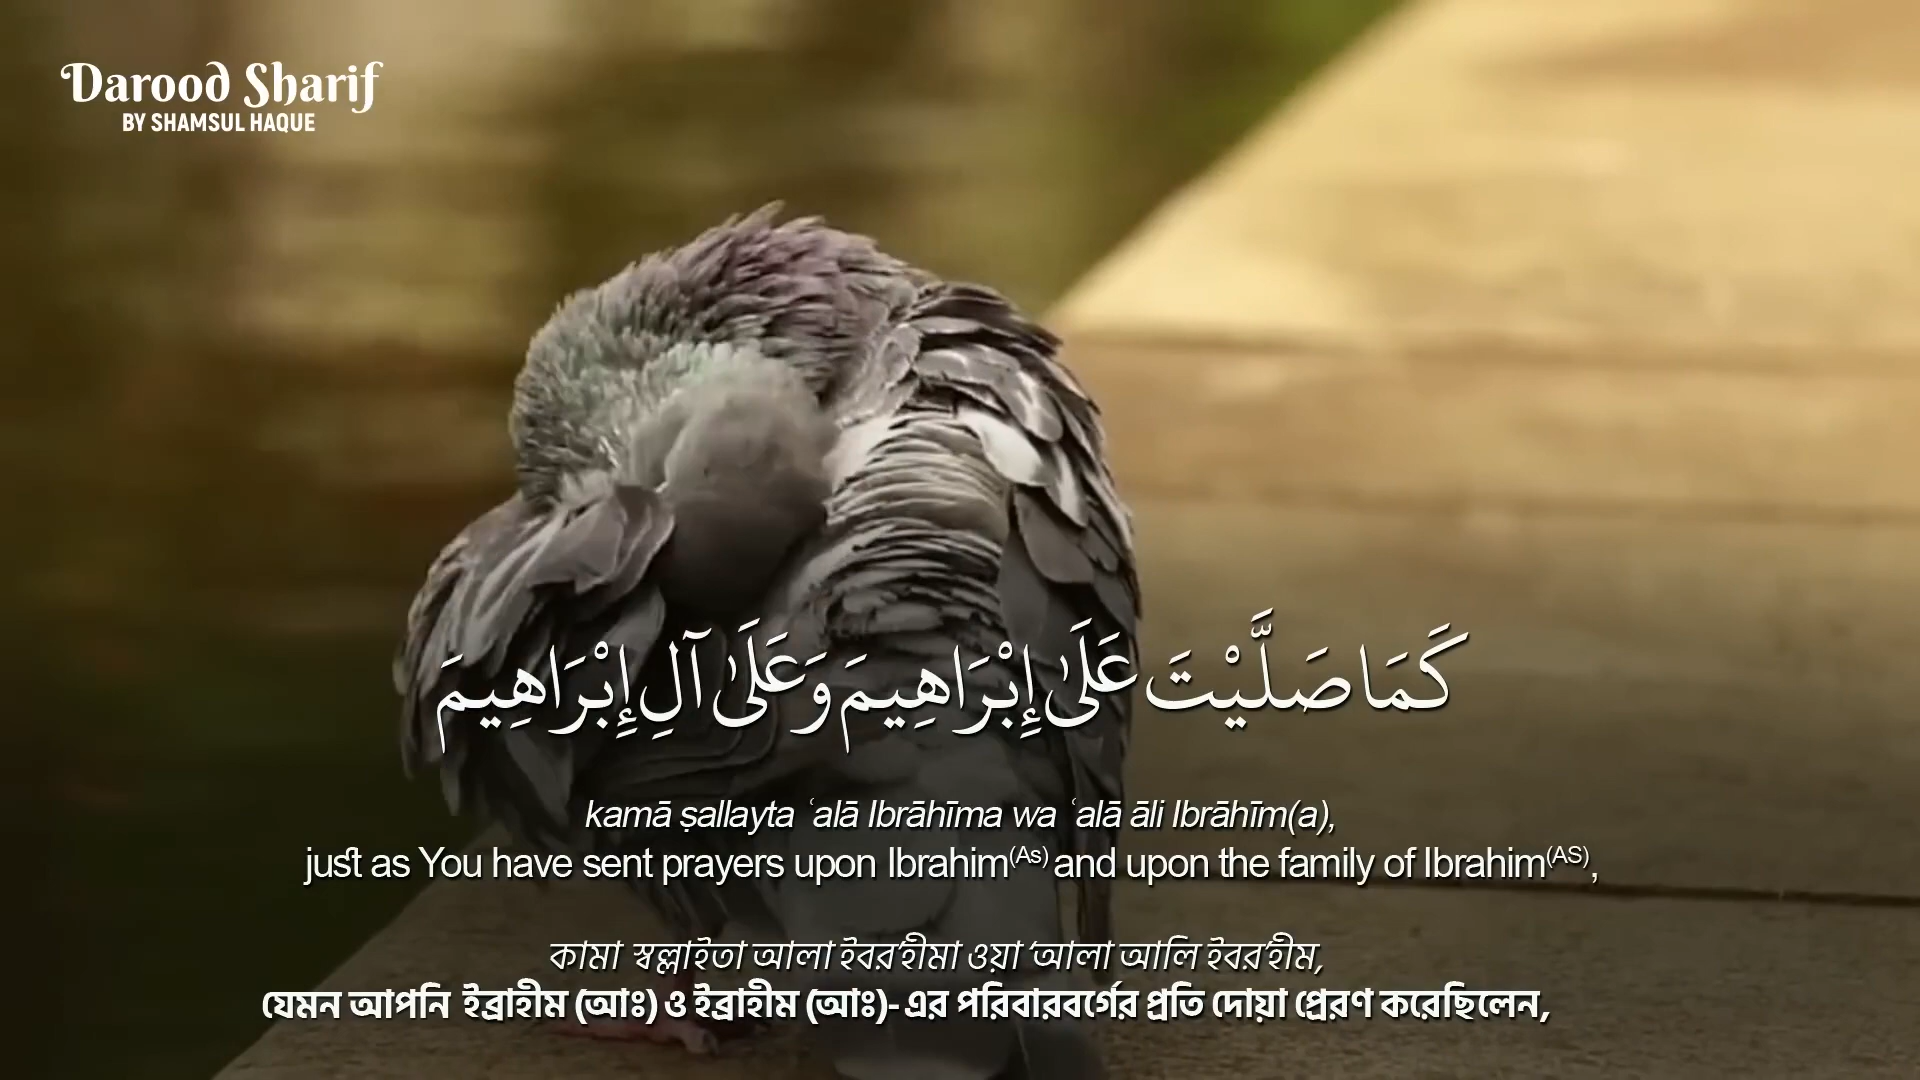 Darood Sharif
BY SHAMSUL HAQUE
كَمَا صَلَّيْتَ عَلَىٰ إِبْرَاهِيمَ وَعَلَىٰ آلِ إِبْرَاهِيمَ
kamā ṣallayta ʿalā Ibrāhīma wa ʿalā āli Ibrāhīm(a),
just as You have sent prayers upon Ibrahim(As) and upon the family of Ibrahim(AS),
কামা স্বল্লাইতা আলা ইবর’হীমা ওয়া ‘আলা আলি ইবর’হীম,
যেমন আপনি ইব্রাহীম (আঃ) ও ইব্রাহীম (আঃ)- এর পরিবারবর্গের প্রতি দোয়া প্রেরণ করেছিলেন,